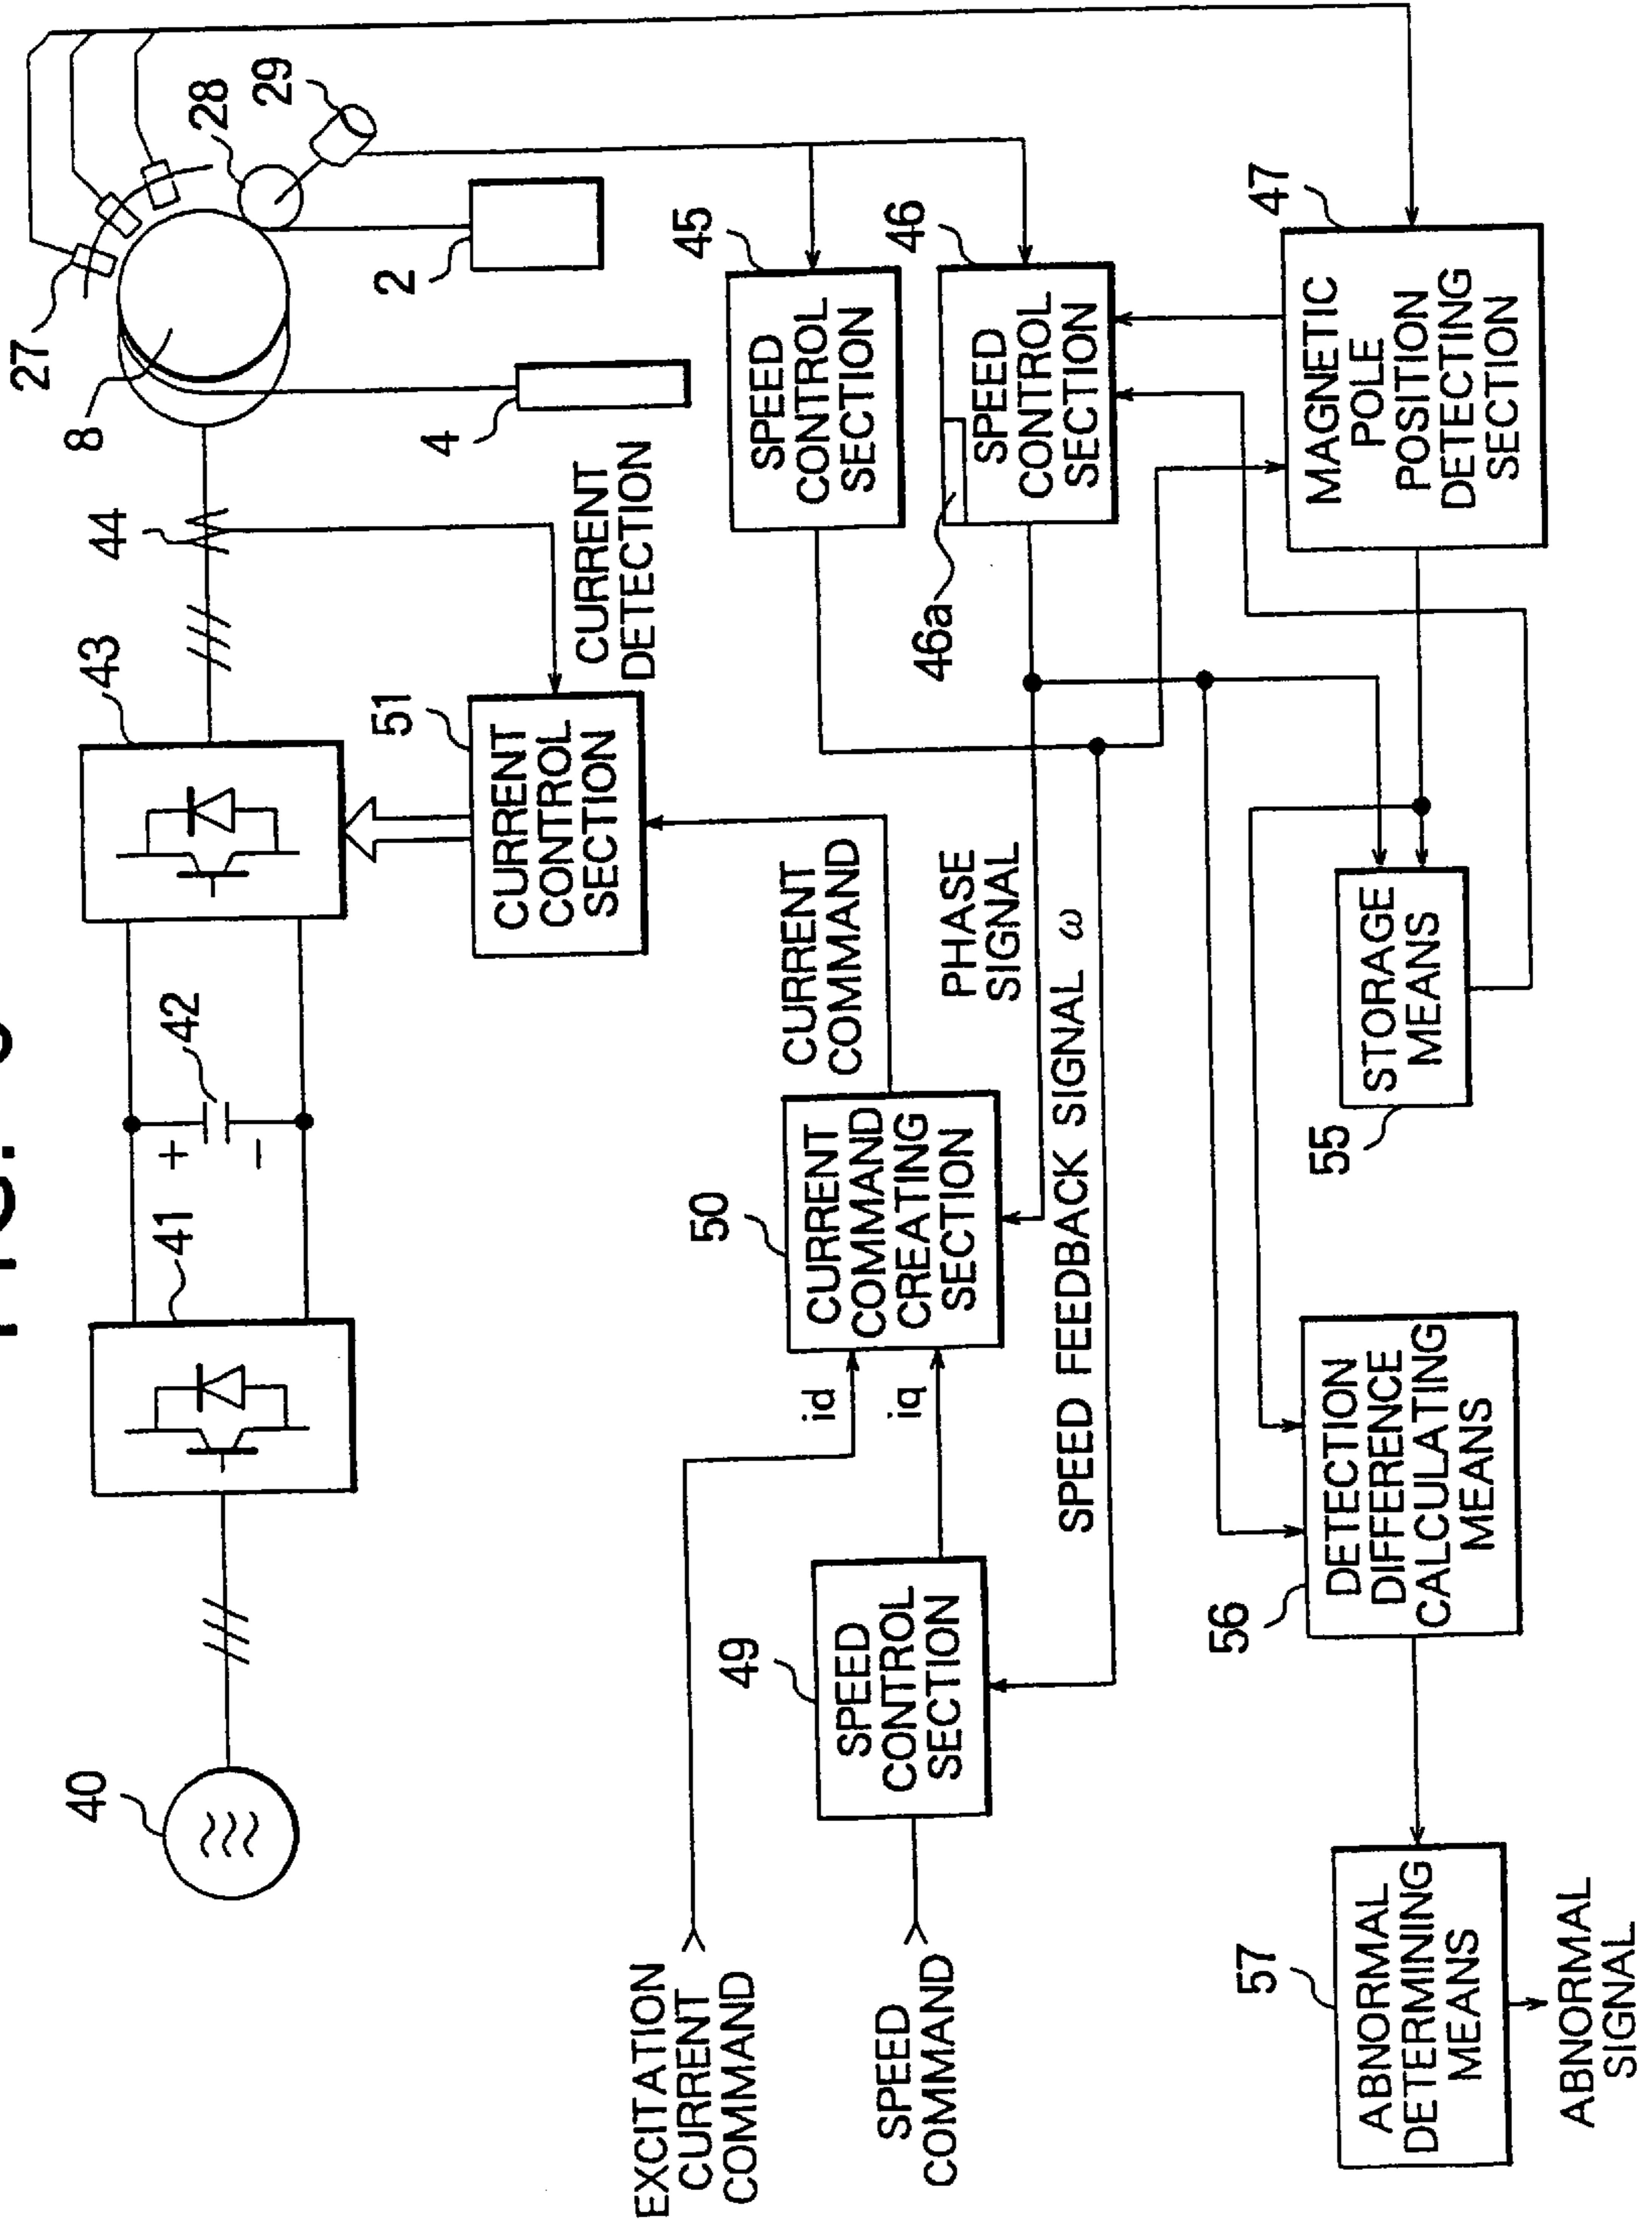 40
41
+
−
42
43
44
8
27
28
29
2
4
CURRENT
DETECTION
51
CURRENT
CONTROL
SECTION
EXCITATION
CURRENT
COMMAND
SPEED
COMMAND
49
SPEED
CONTROL
SECTION
id
iq
50
CURRENT
COMMAND
CREATING
SECTION
CURRENT
COMMAND
PHASE
SIGNAL
SPEED FEEDBACK SIGNAL ω
45
SPEED
CONTROL
SECTION
46
46a
SPEED
CONTROL
SECTION
47
MAGNETIC
POLE
POSITION
DETECTING
SECTION
55
STORAGE
MEANS
56
DETECTION
DIFFERENCE
CALCULATING
MEANS
57
ABNORMAL
DETERMINING
MEANS
ABNORMAL
SIGNAL